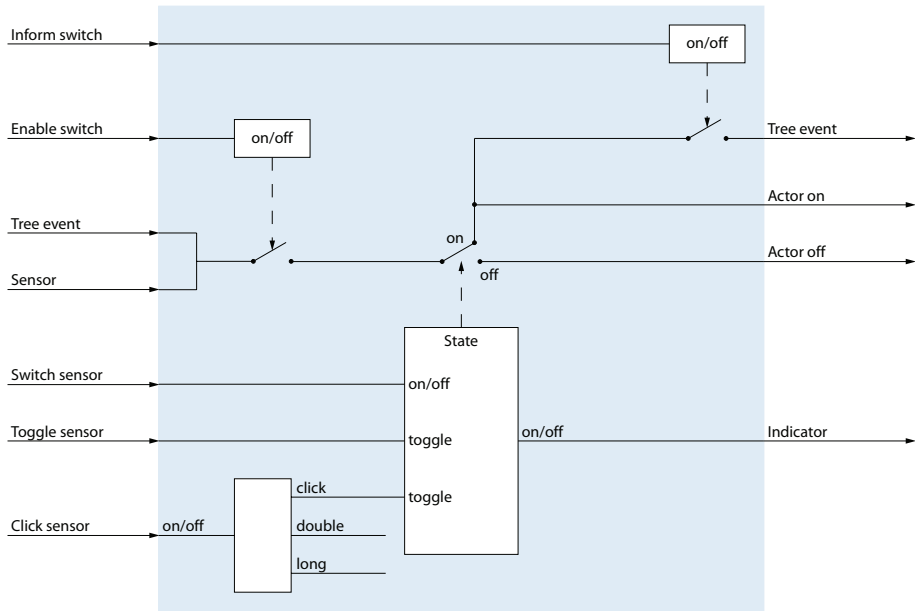 Inform switch
on/off
Enable switch
on/off
Tree event
Tree event
Actor on
on
Actor off
off
Sensor
State
Switch sensor
on/off
Toggle sensor
toggle
on/off
Indicator
click
toggle
Click sensor
on/off
double
long